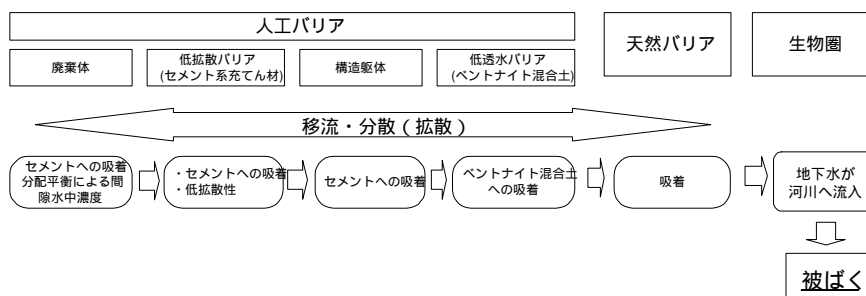 人工バリア
天然バリア
生物圏
廃棄体
低拡散バリア
(セメント系充てん材)
構造躯体
低透水バリア
(ベントナイト混合土)
移流・分散(拡散)
セメントへの吸着
分配平衡による間
隙水中濃度
・セメントへの吸着
・低拡散性
セメントへの吸着
ベントナイト混合土
への吸着
吸着
地下水が
河川へ流入
被ばく